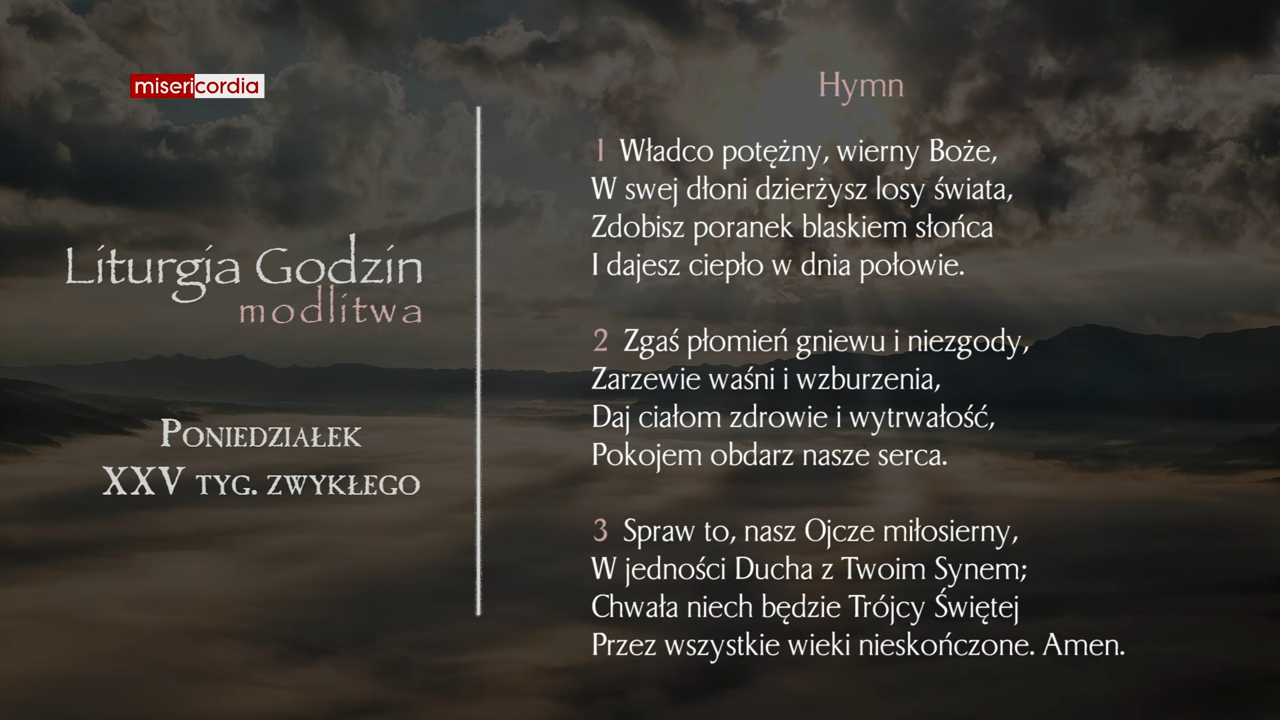 misericordia
Liturgia Godzin
modlitwa
Poniedziałek
XXV tyg. zwykłego
Hymn
1 Władco potężny, wierny Boże,
W swej dłoni dzierżysz losy świata,
Zdobisz poranek blaskiem słońca
I dajesz ciepło w dnia połowie.
2 Zgaś płomień gniewu i niezgody,
Zarzewie waśni i wzburzenia,
Daj ciałom zdrowie i wytrwałość,
Pokojem obdarz nasze serca.
3 Spraw to, nasz Ojcze miłosierny,
W jedności Ducha z Twoim Synem;
Chwała niech będzie Trójcy Świętej
Przez wszystkie wieki nieskończone. Amen.